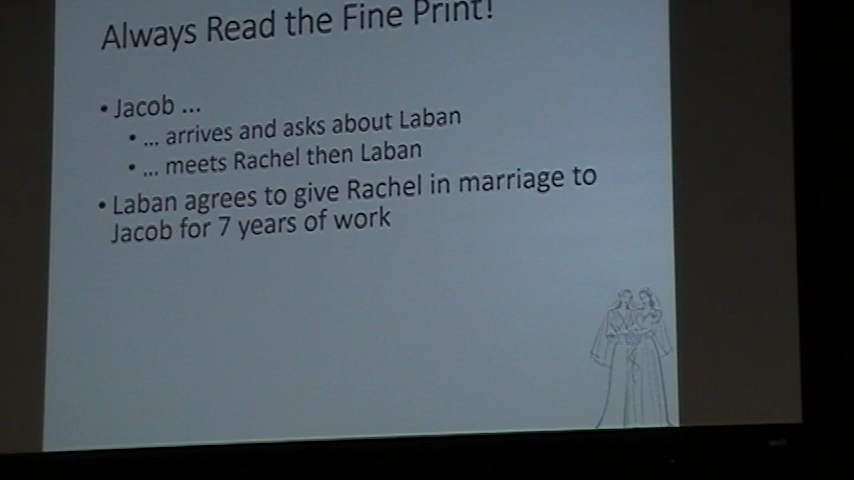 Always Read the Fine Print!
• Jacob ...
• ... arrives and asks about Laban
• ... meets Rachel then Laban
• Laban agrees to give Rachel in marriage to
Jacob for 7 years of work